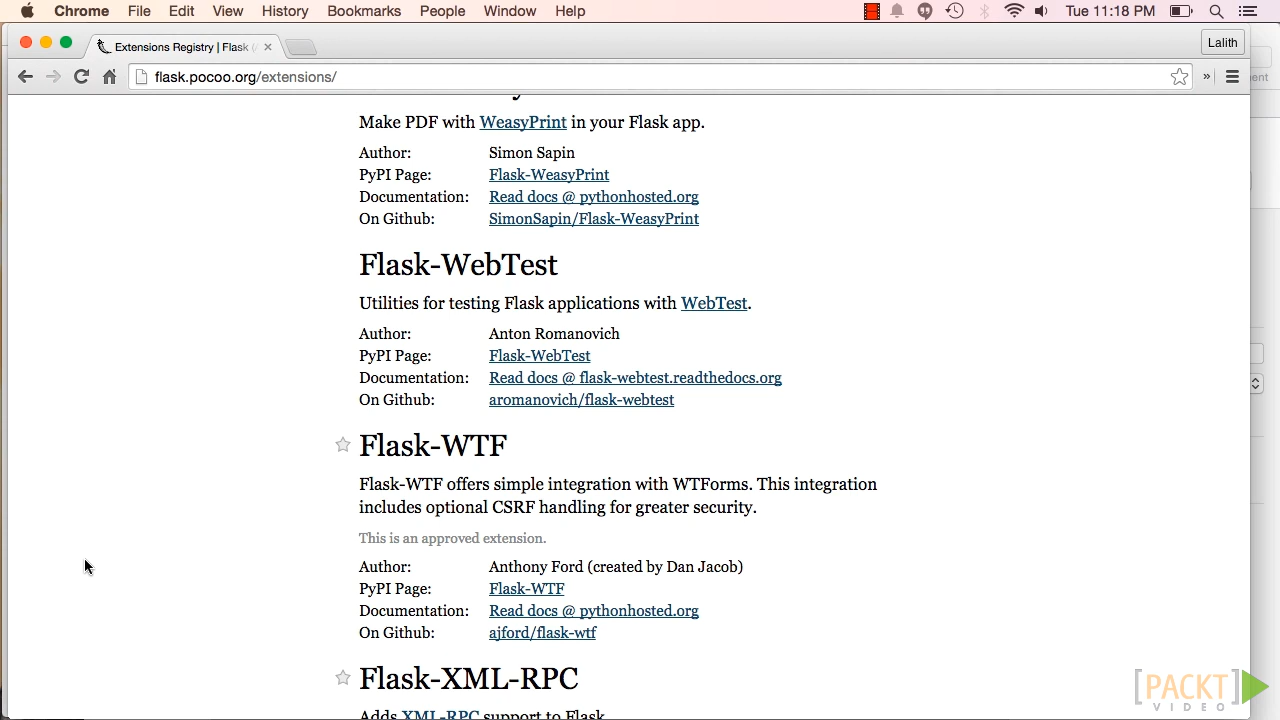 Chrome File Edit View History Bookmarks People Window Help Tue 11:18 PM
Extensions Registry | Flask (
Lalith
flask.pocoo.org/extensions/
Make PDF with WeasyPrint in your Flask app.
Author: Simon Sapin
PyPI Page: Flask-WeasyPrint
Documentation: Read docs @ pythonhosted.org
On Github: SimonSapin/Flask-WeasyPrint
Flask-WebTest
Utilities for testing Flask applications with WebTest.
Author: Anton Romanovich
PyPI Page: Flask-WebTest
Documentation: Read docs @ flask-webtest.readthedocs.org
On Github: aromanovich/flask-webtest
Flask-WTF
Flask-WTF offers simple integration with WTForms. This integration
includes optional CSRF handling for greater security.
This is an approved extension.
Author: Anthony Ford (created by Dan Jacob)
PyPI Page: Flask-WTF
Documentation: Read docs @ pythonhosted.org
On Github: ajford/flask-wtf
Flask-XML-RPC
Adds XML-RPC support to Flask.
[PACKT]
VIDEO